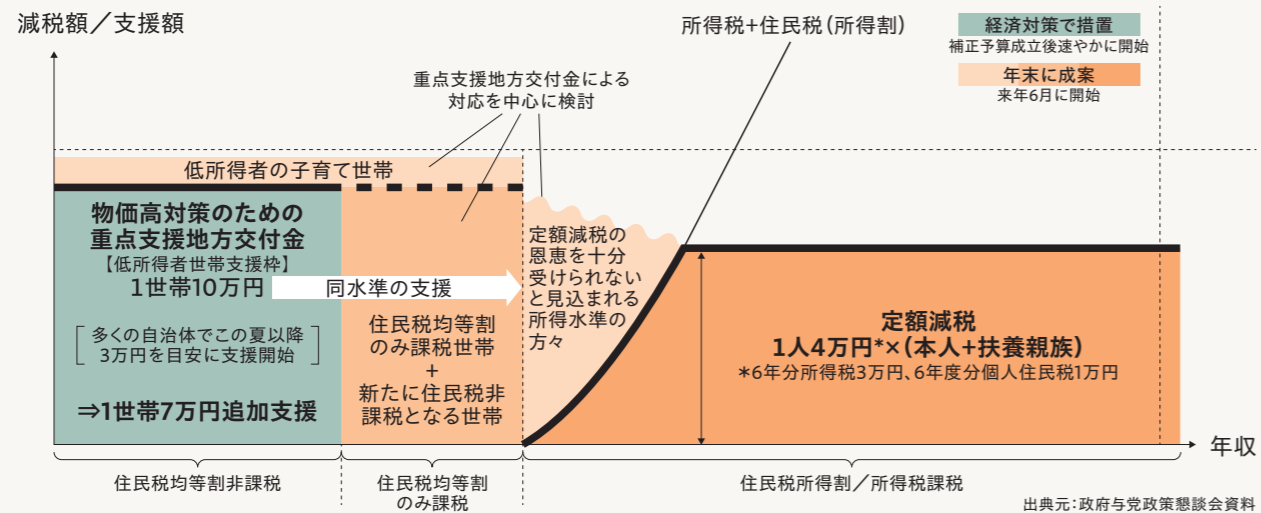 減税額／支援額
所得税+住民税（所得割）
経済対策で措置
補正予算成立後速やかに開始
年末に成案
来年6月に開始
重点支援地方交付金による
対応を中心に検討
低所得者の子育て世帯
物価高対策のための
重点支援地方交付金
【低所得者世帯支援枠】
1世帯10万円
同水準の支援
多くの自治体でこの夏以降
3万円を目安に支援開始
⇒1世帯7万円追加支援
住民税均等割
のみ課税世帯
+
新たに住民税非
課税となる世帯
定額減税の
恩恵を十分
受けられない
と見込まれる
所得水準の
方々
定額減税
1人4万円*×（本人+扶養親族）
*6年分所得税3万円、6年度分個人住民税1万円
年収
住民税均等割非課税
住民税均等割
のみ課税
住民税所得割／所得税課税
出典元：政府与党政策懇談会資料